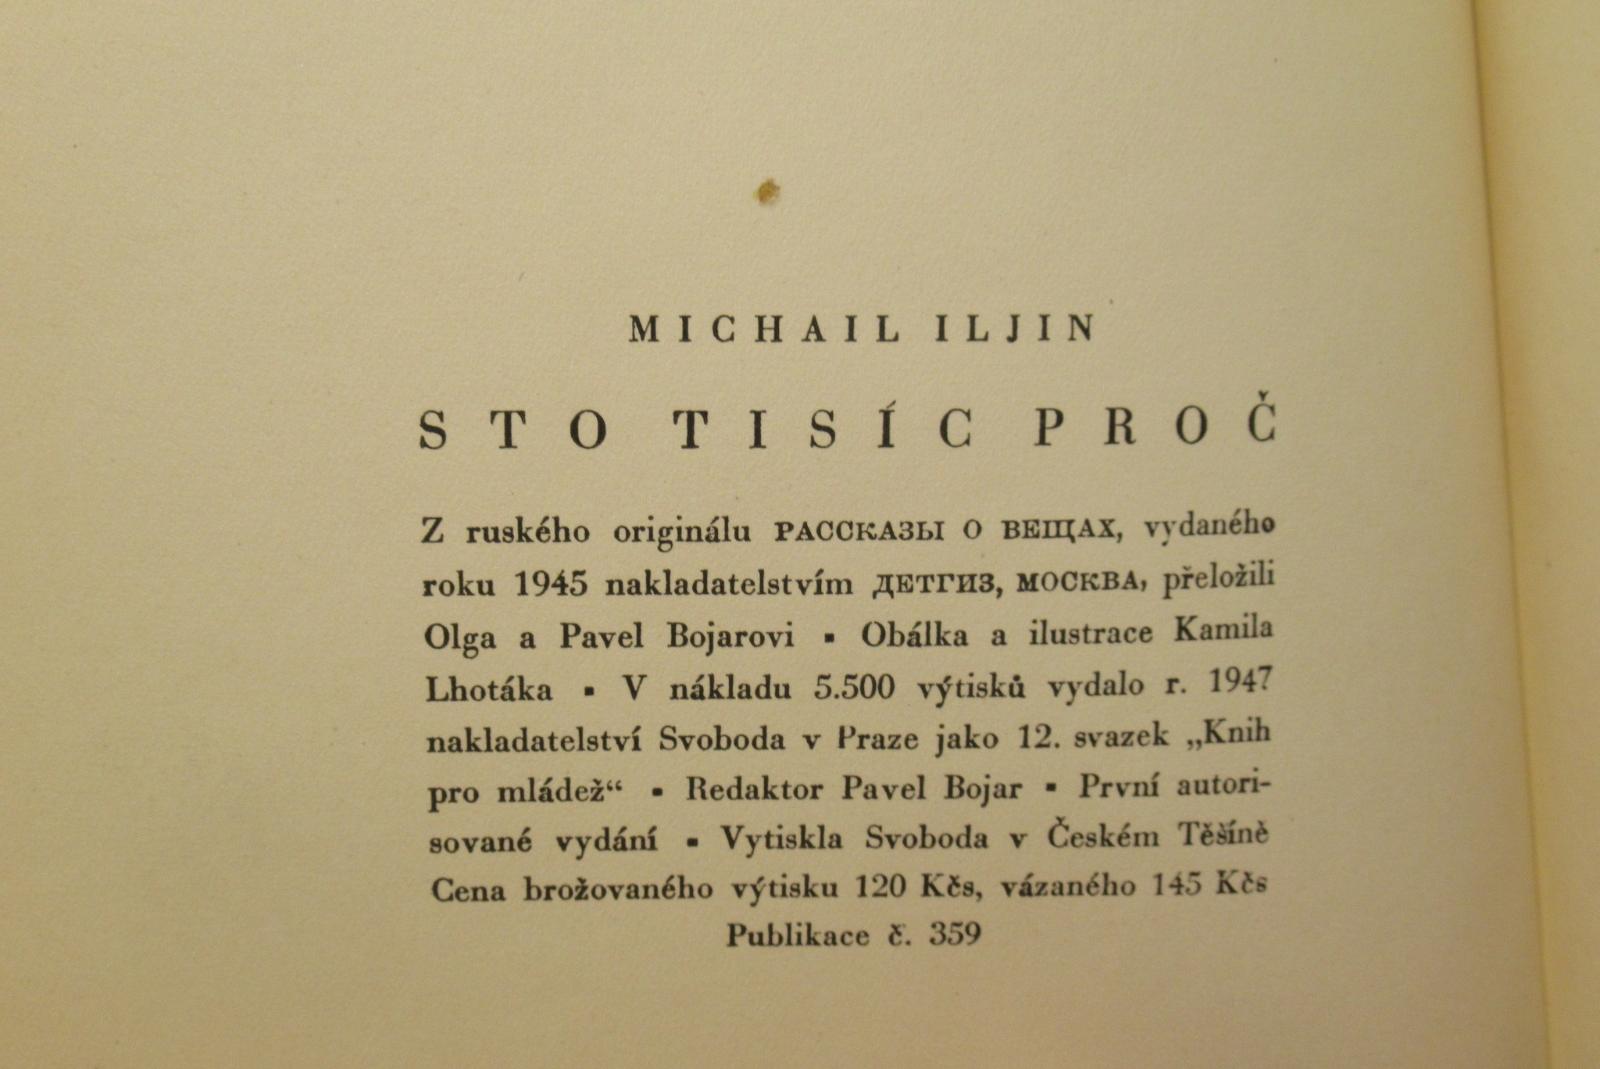 MICHAIL ILJIN
STO TISÍC PROČ
Z ruského originálu РАССКАЗЫ О ВЕЩАХ, vydaného
roku 1945 nakladatelstvím ДЕТГИЗ, МОСКВА, přeložili
Olga a Pavel Bojarovi ▪ Obálka a ilustrace Kamila
Lhotáka ▪ V nákladu 5.500 výtisků vydalo r. 1947
nakladatelství Svoboda v Praze jako 12. svazek „Knih
pro mládež“ ▪ Redaktor Pavel Bojar ▪ První autori-
sované vydání ▪ Vytiskla Svoboda v Českém Těšíně
Cena brožovaného výtisku 120 Kčs, vázaného 145 Kčs
Publikace č. 359